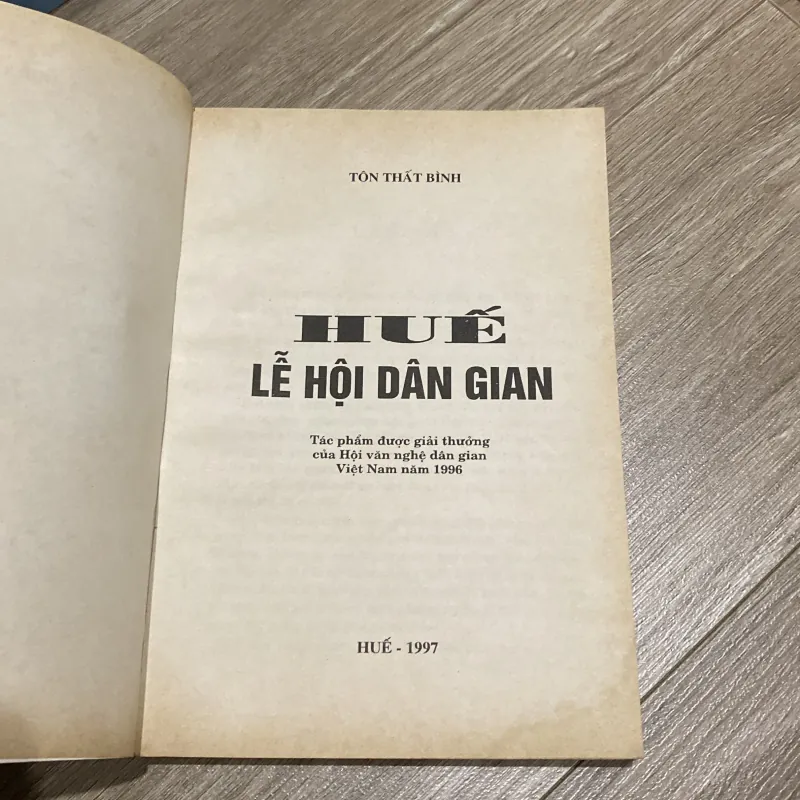 TÔN THẤT BÌNH
HUẾ
LỄ HỘI DÂN GIAN
Tác phẩm được giải thưởng
của Hội văn nghệ dân gian
Việt Nam năm 1996
HUẾ - 1997